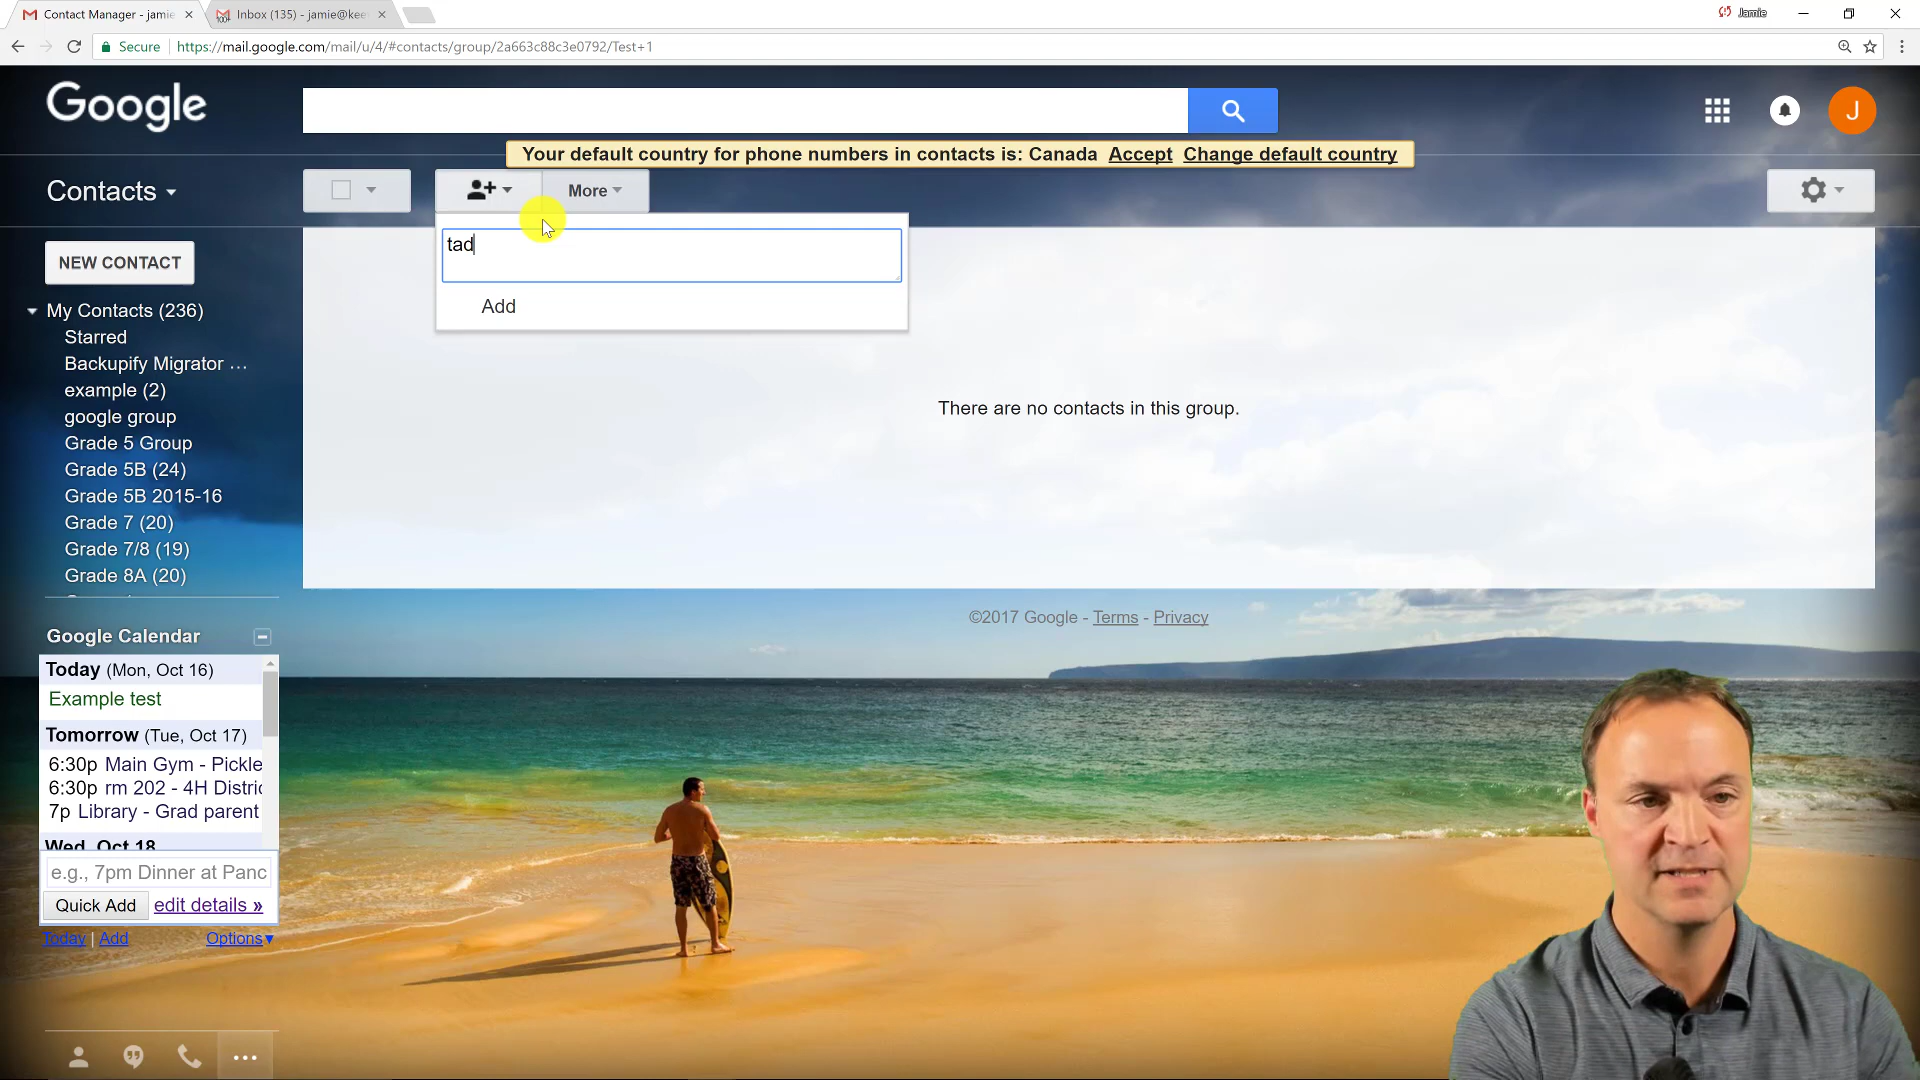 Contact Manager - jamie
Inbox (135) - jamie@kee
Jamie
Secure
https://mail.google.com/mail/u/4/#contacts/group/2a663c88c3e0792/Test+1
Google
J
Your default country for phone numbers in contacts is: Canada Accept Change default country
Contacts
More
tad
Add
NEW CONTACT
My Contacts (236)
Starred
Backupify Migrator ...
example (2)
google group
Grade 5 Group
Grade 5B (24)
Grade 5B 2015-16
Grade 7 (20)
Grade 7/8 (19)
Grade 8A (20)
There are no contacts in this group.
©2017 Google - Terms - Privacy
Google Calendar
Today (Mon, Oct 16)
Example test
Tomorrow (Tue, Oct 17)
6:30p Main Gym - Pickle
6:30p rm 202 - 4H Distric
7p Library - Grad parent
Wed, Oct 18
e.g., 7pm Dinner at Panc
Quick Add edit details »
Today | Add Options▼